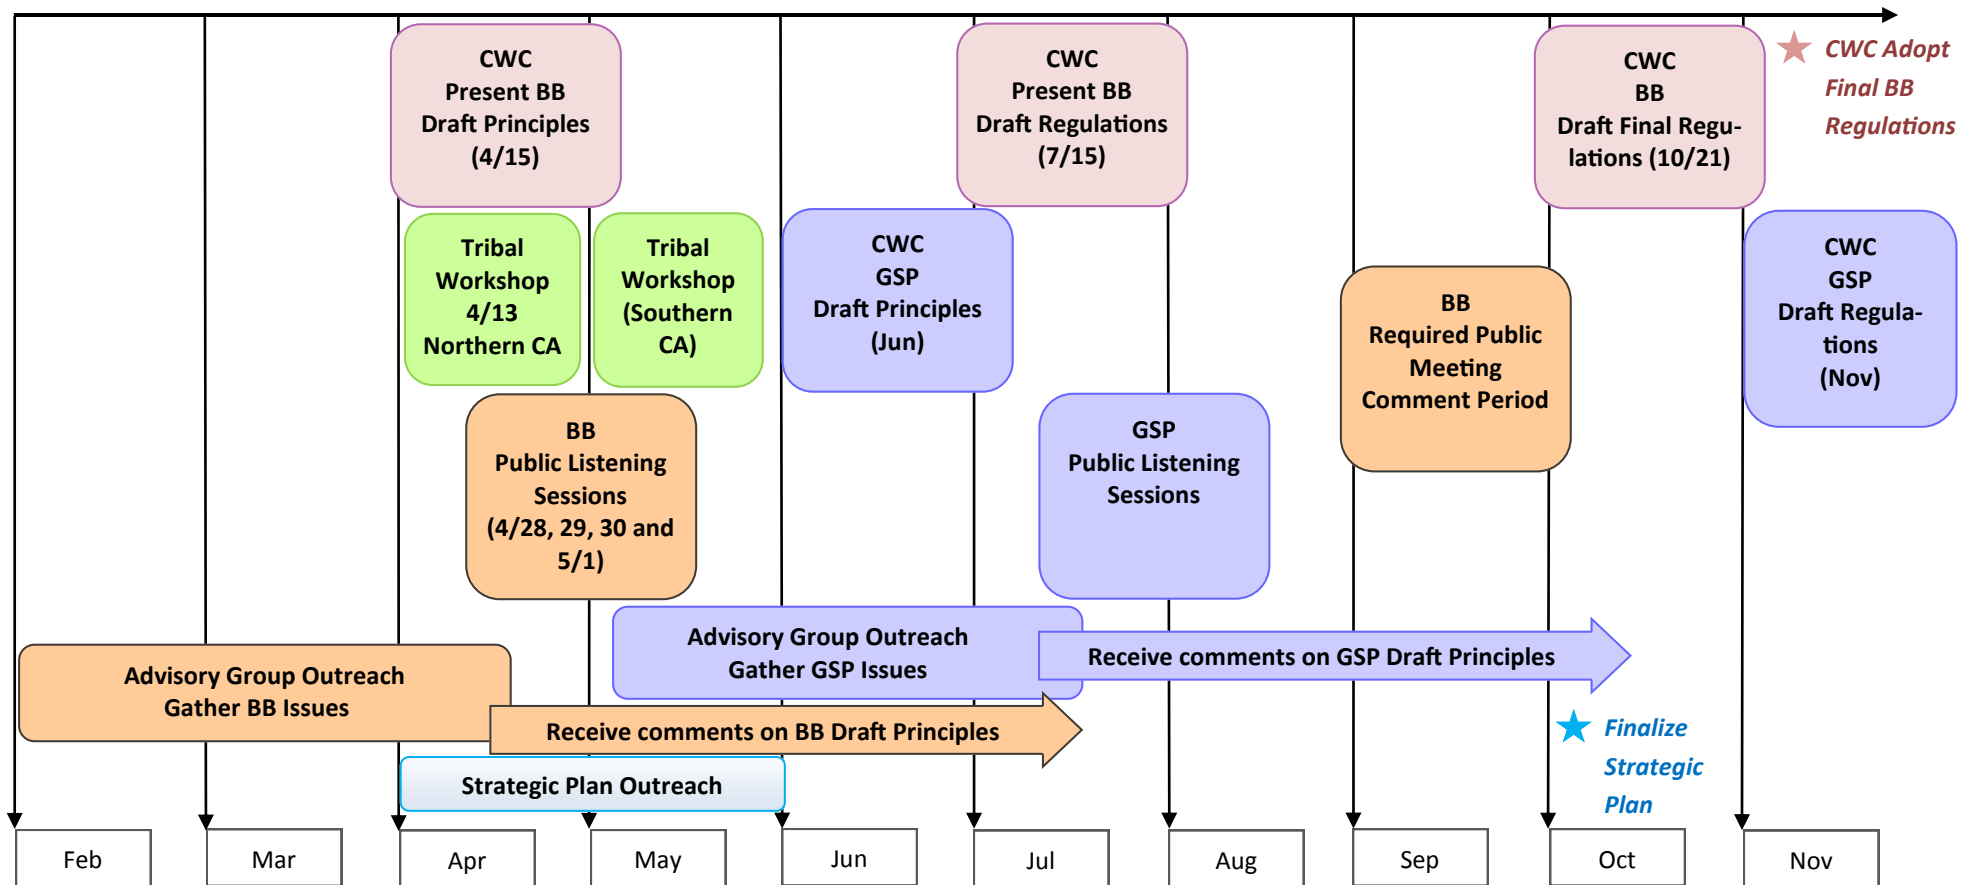 CWC
Present BB
Draft Principles
(4/15)
CWC
Present BB
Draft Regulations
(7/15)
CWC
BB
Draft Final Regu-
lations (10/21)
CWC Adopt
Final BB
Regulations
Tribal
Workshop
4/13
Northern CA
Tribal
Workshop
(Southern
CA)
CWC
GSP
Draft Principles
(Jun)
BB
Required Public
Meeting
Comment Period
CWC
GSP
Draft Regula-
tions
(Nov)
BB
Public Listening
Sessions
(4/28, 29, 30 and
5/1)
GSP
Public Listening
Sessions
Advisory Group Outreach
Gather GSP Issues
Receive comments on GSP Draft Principles
Advisory Group Outreach
Gather BB Issues
Receive comments on BB Draft Principles
Finalize
Strategic
Plan
Strategic Plan Outreach
Feb
Mar
Apr
May
Jun
Jul
Aug
Sep
Oct
Nov